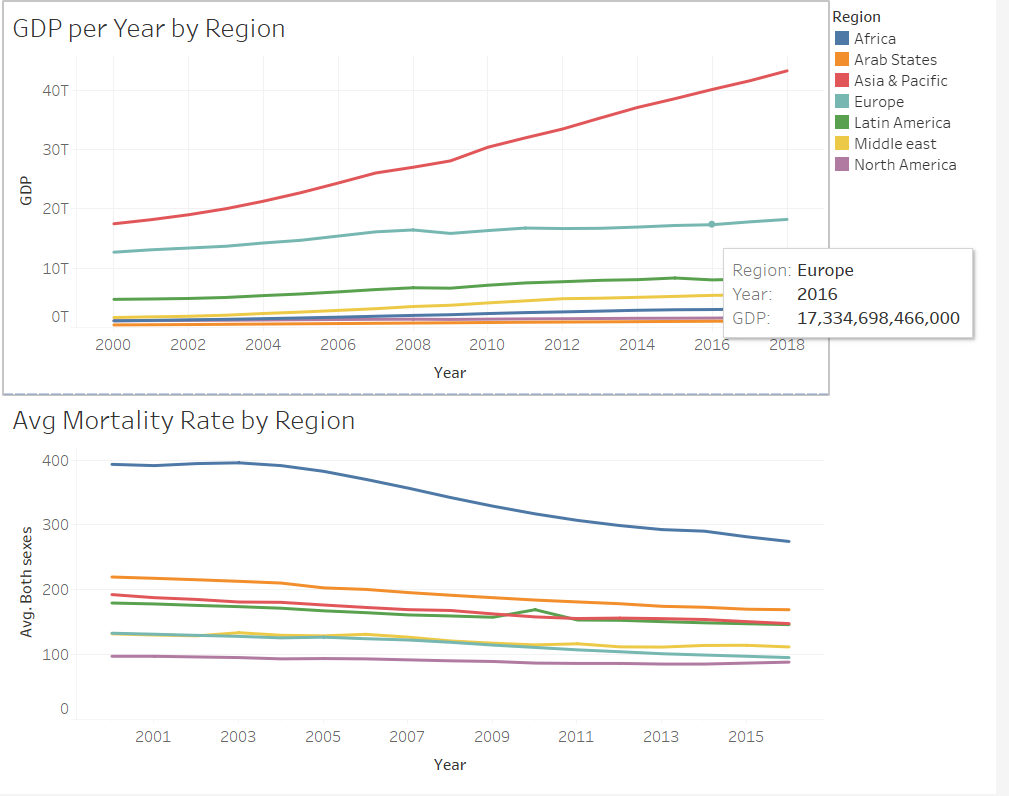 GDP per Year by Region
Region
Africa
Arab States
Asia & Pacific
Europe
Latin America
Middle east
North America
40T
30T
20T
10T
0T
GDP
2000 2002 2004 2006 2008 2010 2012 2014 2016 2018
Year
Region: Europe
Year: 2016
GDP: 17,334,698,466,000
Avg Mortality Rate by Region
400
300
200
100
0
Avg. Both sexes
2001 2003 2005 2007 2009 2011 2013 2015
Year